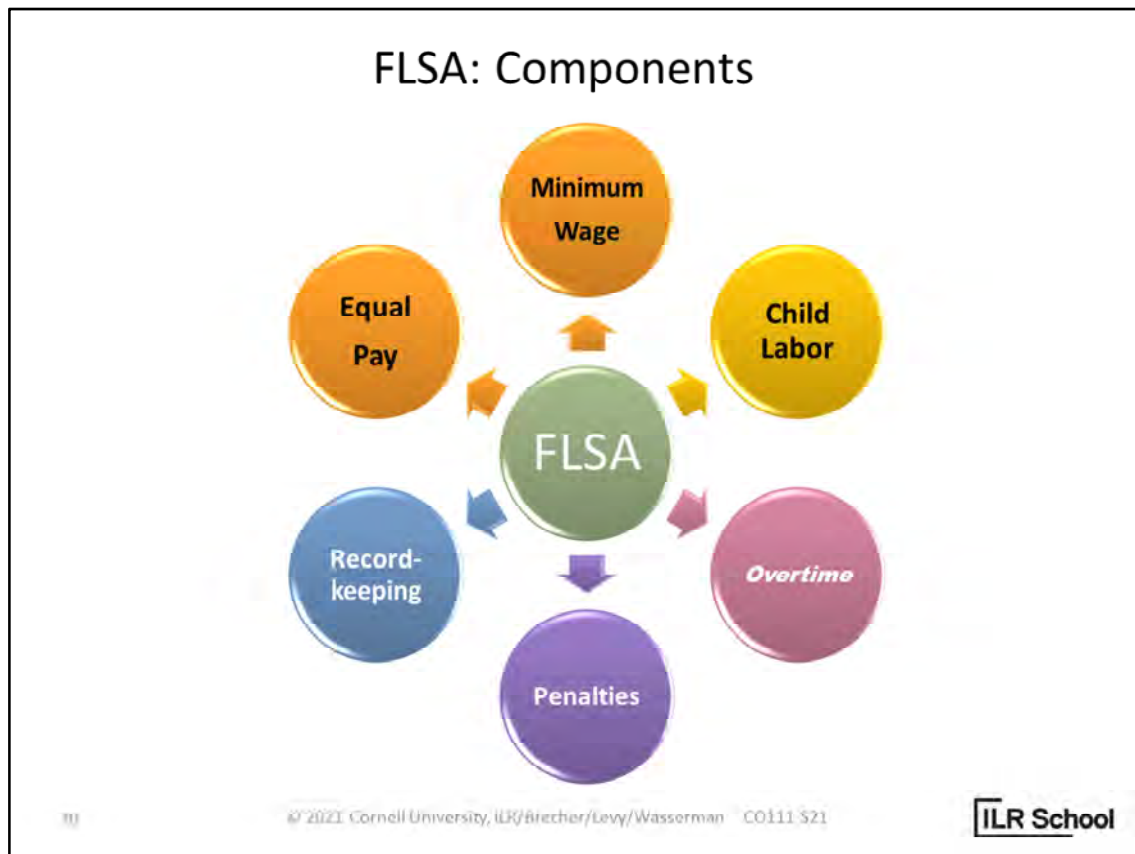 FLSA: Components
Minimum
Wage
Equal
Pay
Child
Labor
FLSA
Record-
keeping
Overtime
Penalties
© 2021 Cornell University, ILR/Brecher/Levy/Wasserman CO111 S21
ILR School